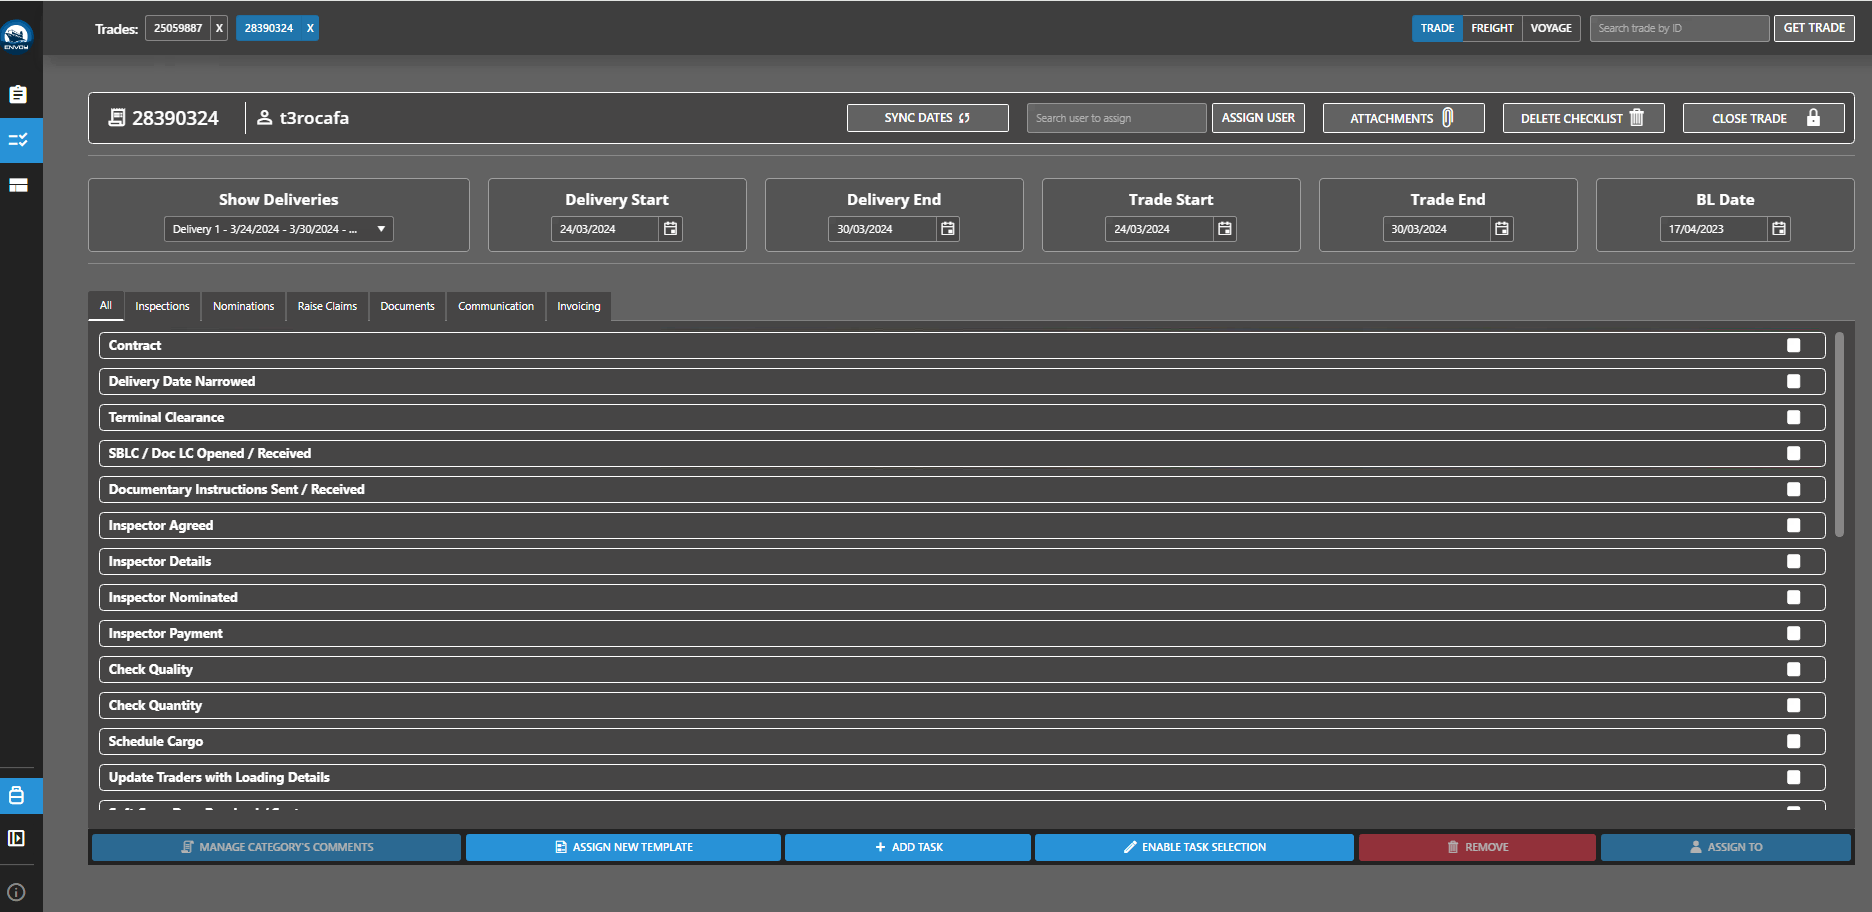 Trades: 25059887 X 28390324 X TRADE FREIGHT VOYAGE Search trade by ID GET TRADE
ENVOY
28390324 t3rocafa SYNC DATES Search user to assign ASSIGN USER ATTACHMENTS DELETE CHECKLIST CLOSE TRADE
Show Deliveries Delivery Start Delivery End Trade Start Trade End BL Date
Delivery 1 - 3/24/2024 - 3/30/2024 - ... 24/03/2024 30/03/2024 24/03/2024 30/03/2024 17/04/2023
All Inspections Nominations Raise Claims Documents Communication Invoicing
Contract
Delivery Date Narrowed
Terminal Clearance
SBLC / Doc LC Opened / Received
Documentary Instructions Sent / Received
Inspector Agreed
Inspector Details
Inspector Nominated
Inspector Payment
Check Quality
Check Quantity
Schedule Cargo
Update Traders with Loading Details
MANAGE CATEGORY'S COMMENTS ASSIGN NEW TEMPLATE + ADD TASK ENABLE TASK SELECTION REMOVE ASSIGN TO